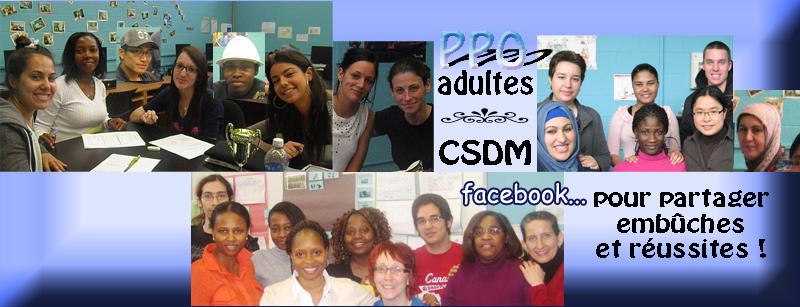 PPO
adultes
CSDM
facebook...
pour partager
embûches
et réussites !